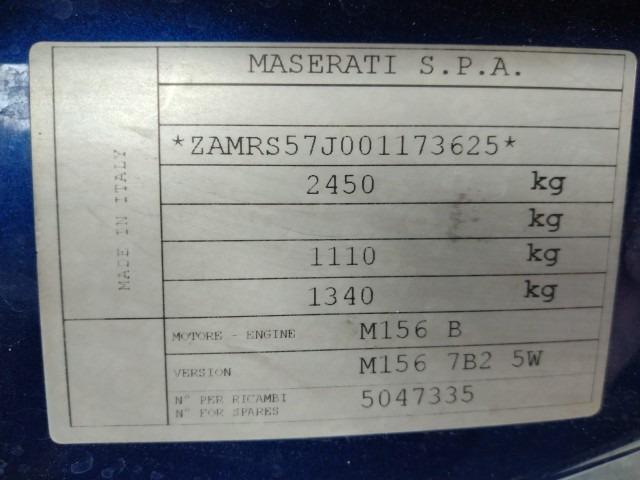 MASERATI S.P.A.
*ZAMRS57J001173625*
2450 kg
kg
1110 kg
1340 kg
MADE IN ITALY
MOTORE - ENGINE M156 B
VERSION M156 7B2 5W
N° PER RICAMBI
N° FOR SPARES 5047335